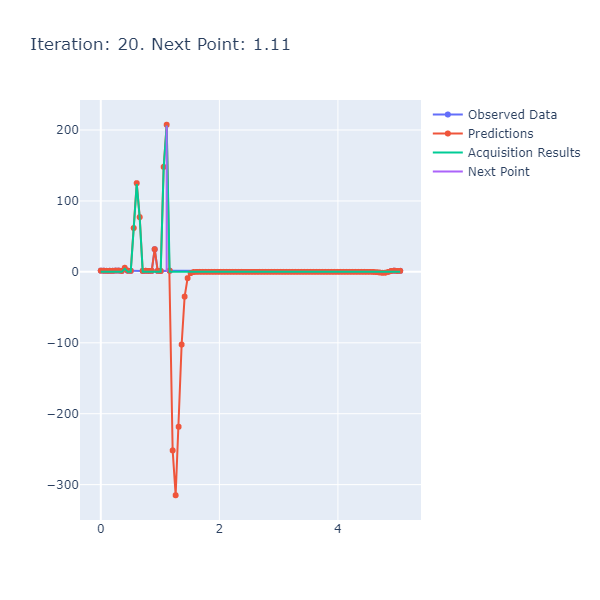 Iteration: 20. Next Point: 1.11
Observed Data
Predictions
Acquisition Results
Next Point
200
100
0
−100
−200
−300
0
2
4